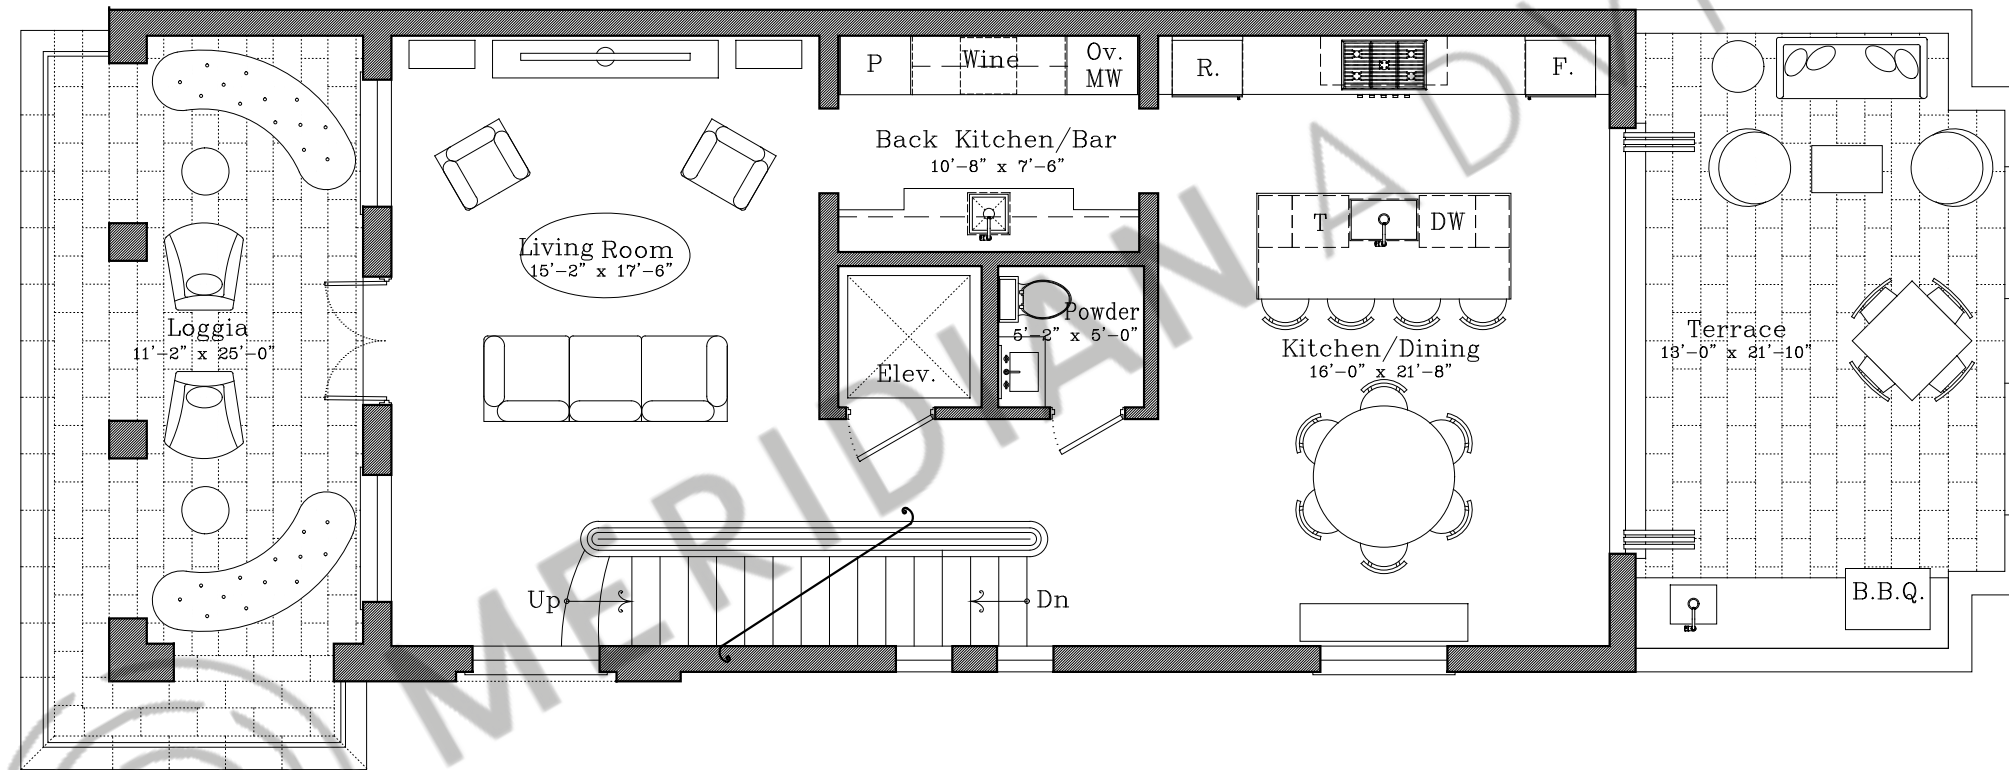 P
Wine
Ov.
MW
R.
F.
Back Kitchen/Bar
10'-8" x 7'-6"
T
DW
Living Room
15'-2" x 17'-6"
Powder
5'-2" x 5'-0"
Loggia
11'-2" x 25'-0"
Elev.
Kitchen/Dining
16'-0" x 21'-8"
Terrace
13'-0" x 21'-10"
Up
Dn
B.B.Q.
MERIDIAN